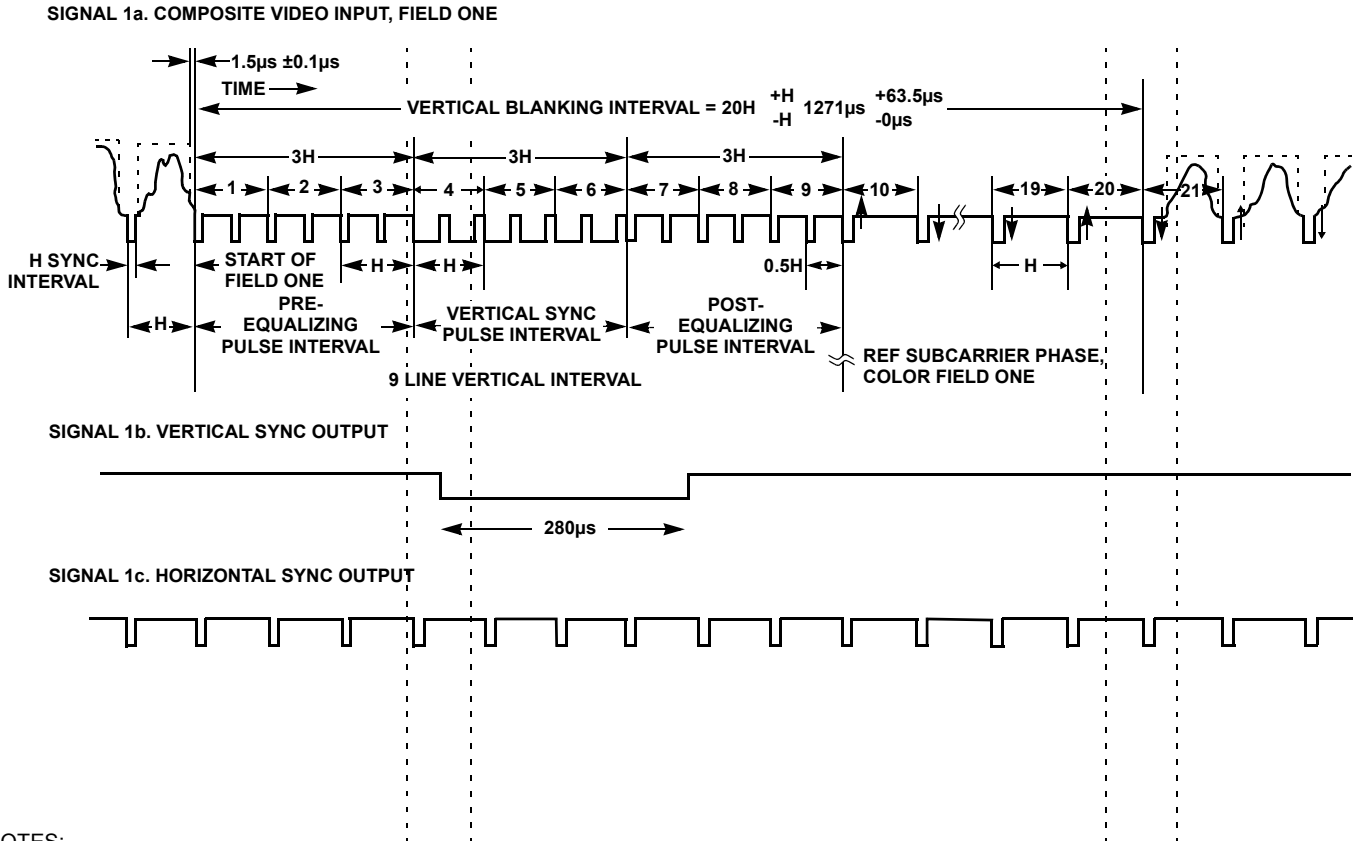 SIGNAL 1a. COMPOSITE VIDEO INPUT, FIELD ONE
1.5µs ±0.1µs
TIME
VERTICAL BLANKING INTERVAL = 20H +H -H 1271µs +63.5µs -0µs
3H 3H 3H
1 2 3 4 5 6 7 8 9 10 19 20 21
H SYNC INTERVAL
START OF FIELD ONE
H H 0.5H H
H
PRE-EQUALIZING PULSE INTERVAL
VERTICAL SYNC PULSE INTERVAL
POST-EQUALIZING PULSE INTERVAL
REF SUBCARRIER PHASE, COLOR FIELD ONE
9 LINE VERTICAL INTERVAL
SIGNAL 1b. VERTICAL SYNC OUTPUT
280µs
SIGNAL 1c. HORIZONTAL SYNC OUTPUT